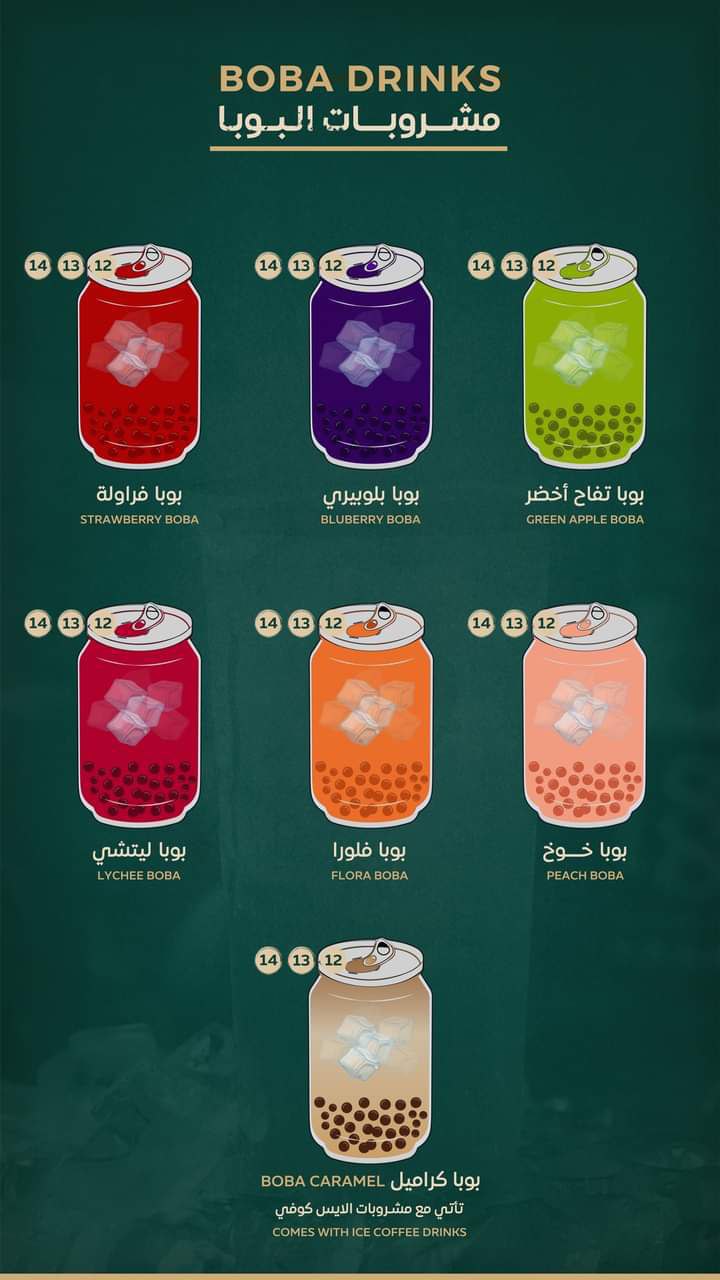 BOBA DRINKS
مشـروبـات البـوبـا
14 13 12
14 13 12
14 13 12
بوبا فراولة
STRAWBERRY BOBA
بوبا بلوبيري
BLUBERRY BOBA
بوبا تفاح أخضر
GREEN APPLE BOBA
14 13 12
14 13 12
14 13 12
بوبا ليتشي
LYCHEE BOBA
بوبا فلورا
FLORA BOBA
بوبا خـــوخ
PEACH BOBA
14 13 12
BOBA CARAMEL بوبا كراميل
تأتي مع مشروبات الايس كوفي
COMES WITH ICE COFFEE DRINKS